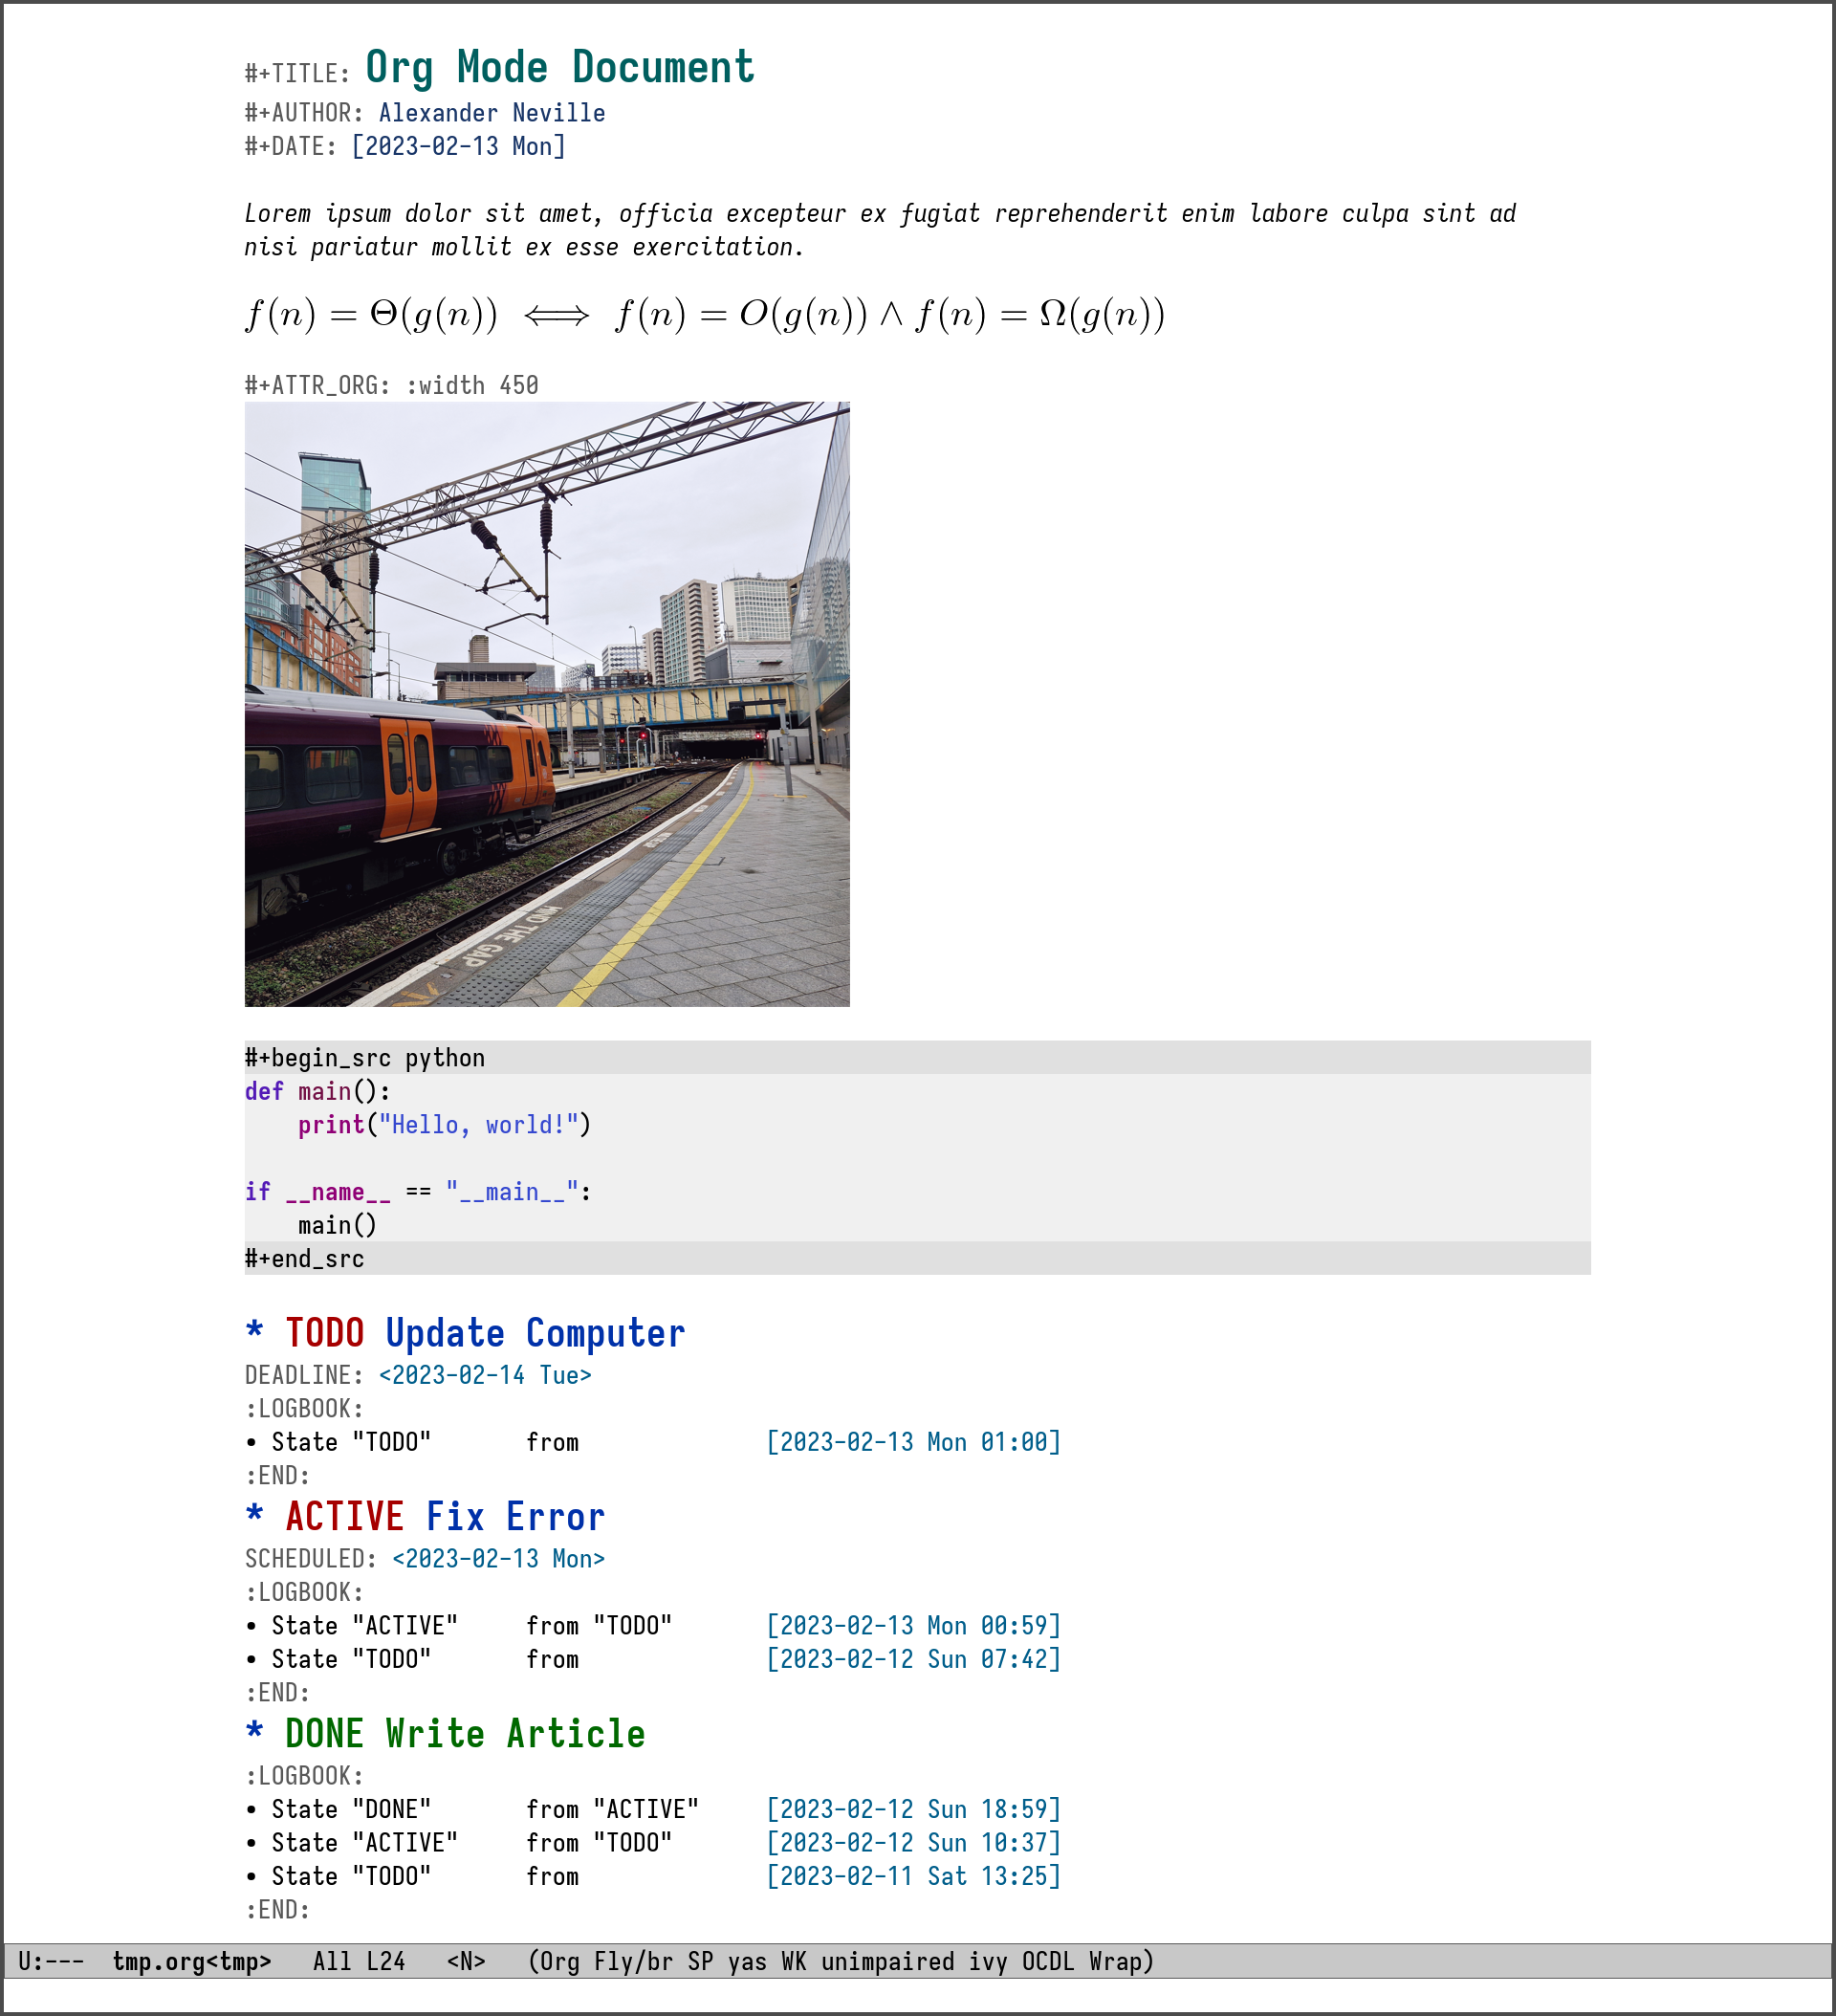 #+TITLE: Org Mode Document
#+AUTHOR: Alexander Neville
#+DATE: [2023-02-13 Mon]
Lorem ipsum dolor sit amet, officia excepteur ex fugiat reprehenderit enim labore culpa sint ad
nisi pariatur mollit ex esse exercitation.
f(n) = Θ(g(n)) ⟺ f(n) = O(g(n)) ∧ f(n) = Ω(g(n))
#+ATTR_ORG: :width 450
MIND THE GAP
#+begin_src python
def main():
    print("Hello, world!")
if __name__ == "__main__":
    main()
#+end_src
* TODO Update Computer
DEADLINE: <2023-02-14 Tue>
:LOGBOOK:
• State "TODO"       from              [2023-02-13 Mon 01:00]
:END:
* ACTIVE Fix Error
SCHEDULED: <2023-02-13 Mon>
:LOGBOOK:
• State "ACTIVE"     from "TODO"       [2023-02-13 Mon 00:59]
• State "TODO"       from              [2023-02-12 Sun 07:42]
:END:
* DONE Write Article
:LOGBOOK:
• State "DONE"       from "ACTIVE"     [2023-02-12 Sun 18:59]
• State "ACTIVE"     from "TODO"       [2023-02-12 Sun 10:37]
• State "TODO"       from              [2023-02-11 Sat 13:25]
:END:
U:---  tmp.org<tmp>   All L24   <N>   (Org Fly/br SP yas WK unimpaired ivy OCDL Wrap)